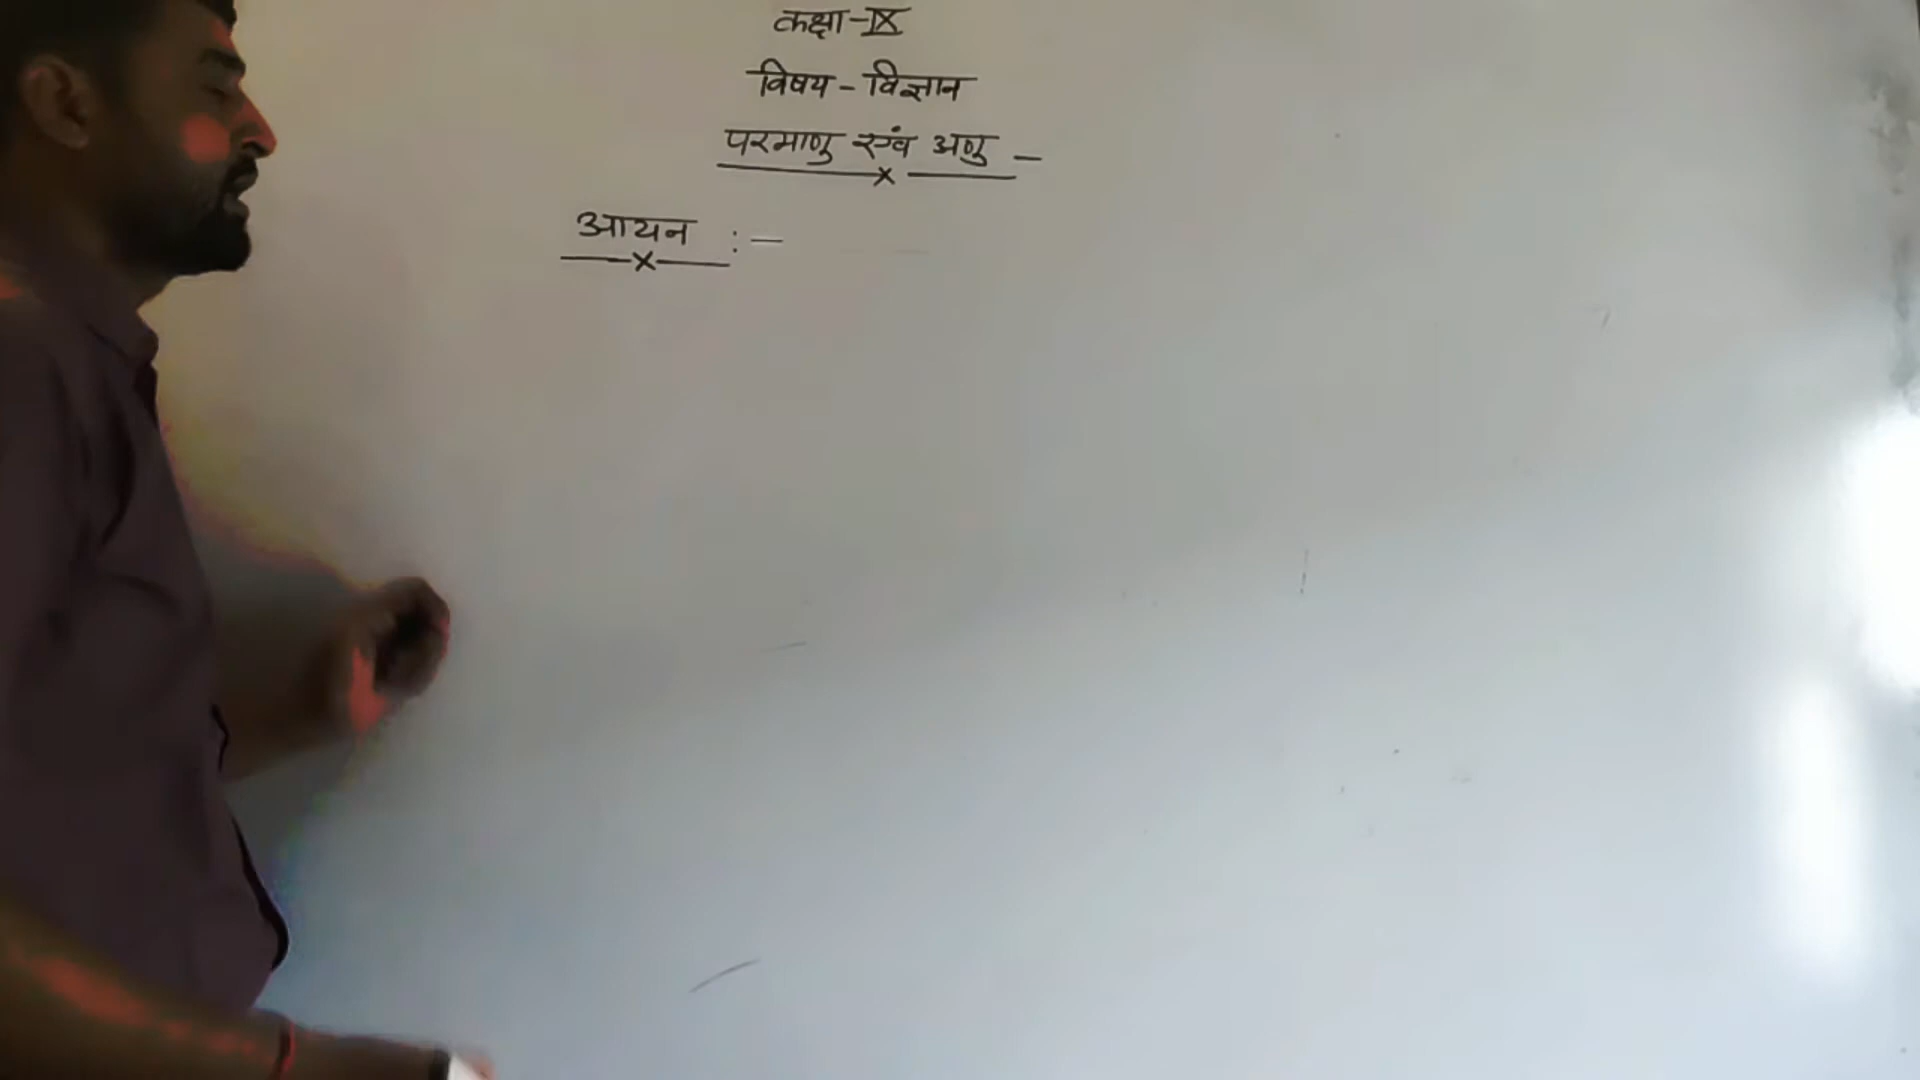 कक्षा-IX
विषय - विज्ञान
परमाणु एवं अणु -
आयन :-